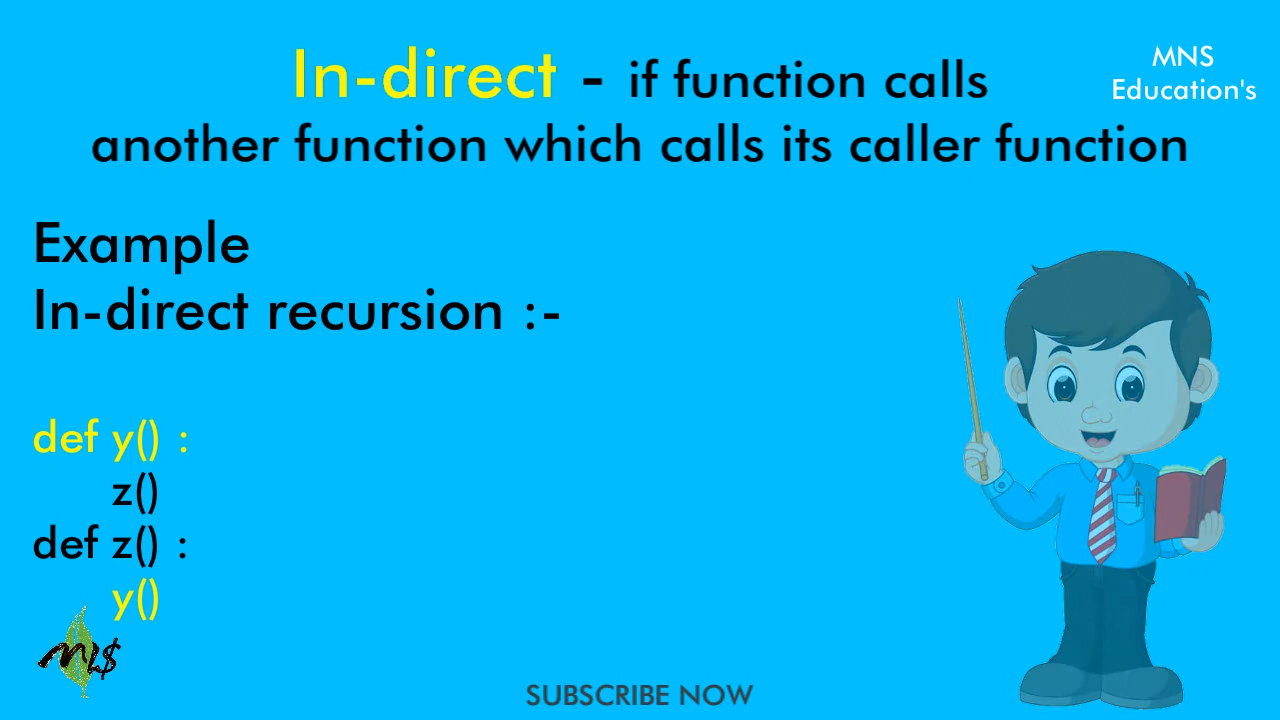 In-direct - if function calls
another function which calls its caller function
MNS
Education's
Example
In-direct recursion :-
def y() :
z()
def z() :
y()
SUBSCRIBE NOW